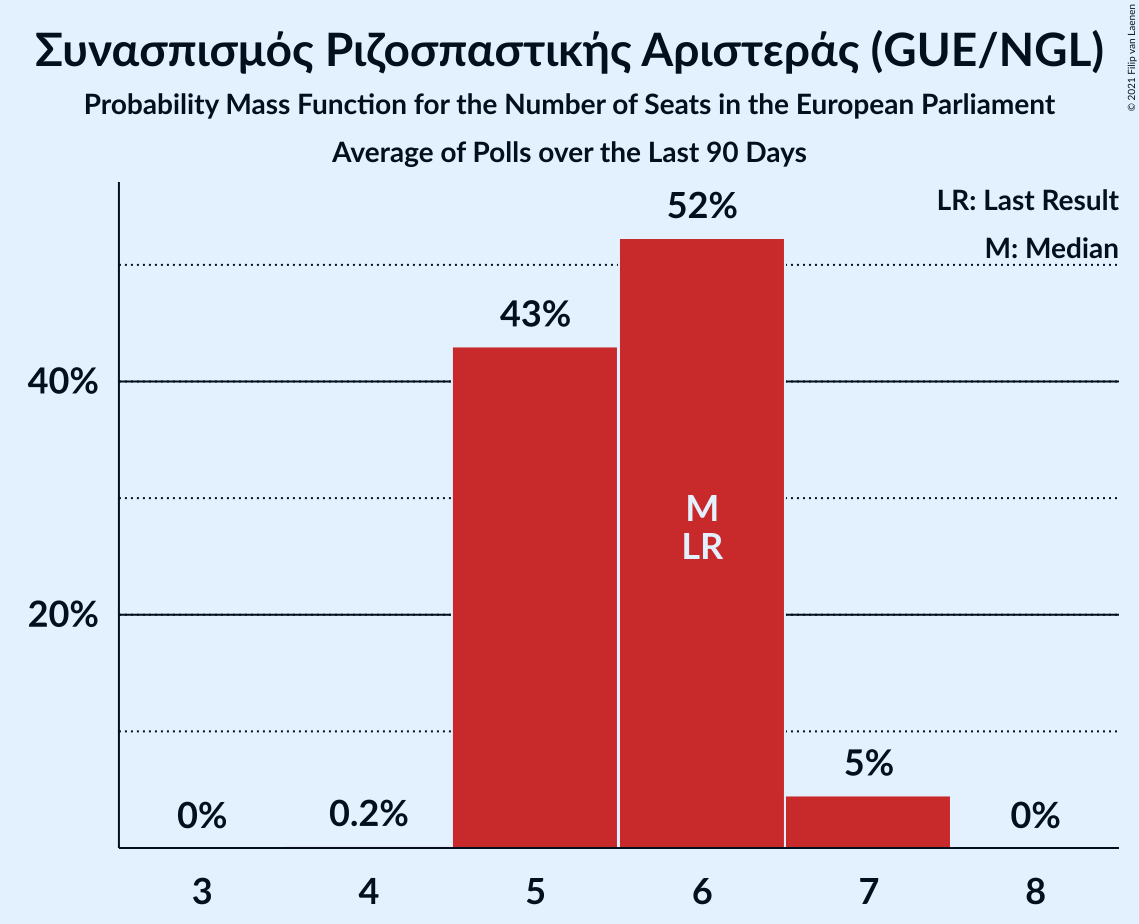 Συνασπισμός Ριζοσπαστικής Αριστεράς (GUE/NGL)
Probability Mass Function for the Number of Seats in the European Parliament
Average of Polls over the Last 90 Days
© 2021 Filip van Laenen
LR: Last Result
M: Median
52%
43%
40%
M
LR
20%
5%
0%
0.2%
0%
3
4
5
6
7
8